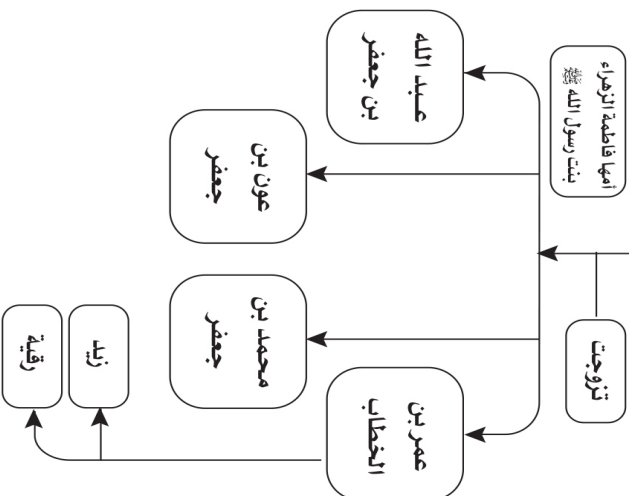 أمها فاطمة الزهراء
بنت رسول الله ﷺ
تزوجت
عمر بن
الخطاب
محمد بن
جعفر
عون بن
جعفر
عبد الله
بن جعفر
زيد
رقية